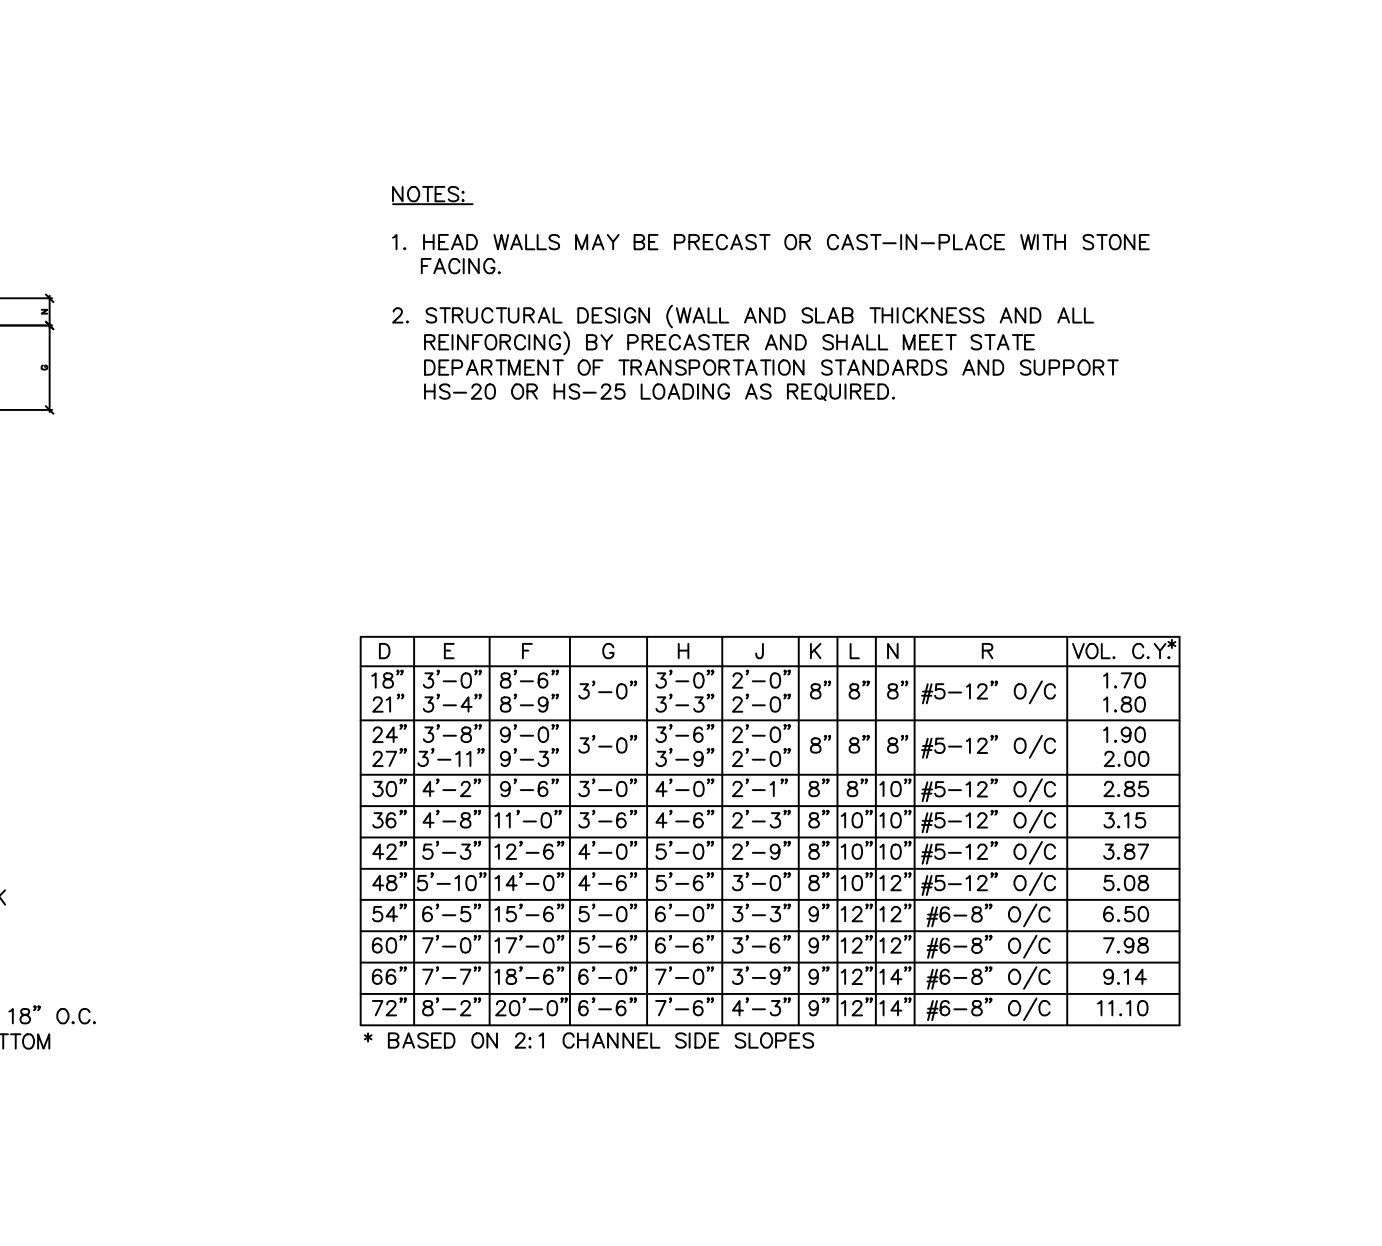 NOTES:
1. HEAD WALLS MAY BE PRECAST OR CAST-IN-PLACE WITH STONE
FACING.
2. STRUCTURAL DESIGN (WALL AND SLAB THICKNESS AND ALL
REINFORCING) BY PRECASTER AND SHALL MEET STATE
DEPARTMENT OF TRANSPORTATION STANDARDS AND SUPPORT
HS-20 OR HS-25 LOADING AS REQUIRED.
N
G
K
18" O.C.
TTOM
D E F G H J K L N R VOL. C.Y.*
18" 3'-0" 8'-6" 3'-0" 3'-0" 2'-0" 8" 8" 8" #5-12" O/C 1.70
21" 3'-4" 8'-9" 3'-3" 2'-0" 1.80
24" 3'-8" 9'-0" 3'-0" 3'-6" 2'-0" 8" 8" 8" #5-12" O/C 1.90
27" 3'-11" 9'-3" 3'-9" 2'-0" 2.00
30" 4'-2" 9'-6" 3'-0" 4'-0" 2'-1" 8" 8" 10" #5-12" O/C 2.85
36" 4'-8" 11'-0" 3'-6" 4'-6" 2'-3" 8" 10" 10" #5-12" O/C 3.15
42" 5'-3" 12'-6" 4'-0" 5'-0" 2'-9" 8" 10" 10" #5-12" O/C 3.87
48" 5'-10" 14'-0" 4'-6" 5'-6" 3'-0" 8" 10" 12" #5-12" O/C 5.08
54" 6'-5" 15'-6" 5'-0" 6'-0" 3'-3" 9" 12" 12" #6-8" O/C 6.50
60" 7'-0" 17'-0" 5'-6" 6'-6" 3'-6" 9" 12" 12" #6-8" O/C 7.98
66" 7'-7" 18'-6" 6'-0" 7'-0" 3'-9" 9" 12" 14" #6-8" O/C 9.14
72" 8'-2" 20'-0" 6'-6" 7'-6" 4'-3" 9" 12" 14" #6-8" O/C 11.10
* BASED ON 2:1 CHANNEL SIDE SLOPES